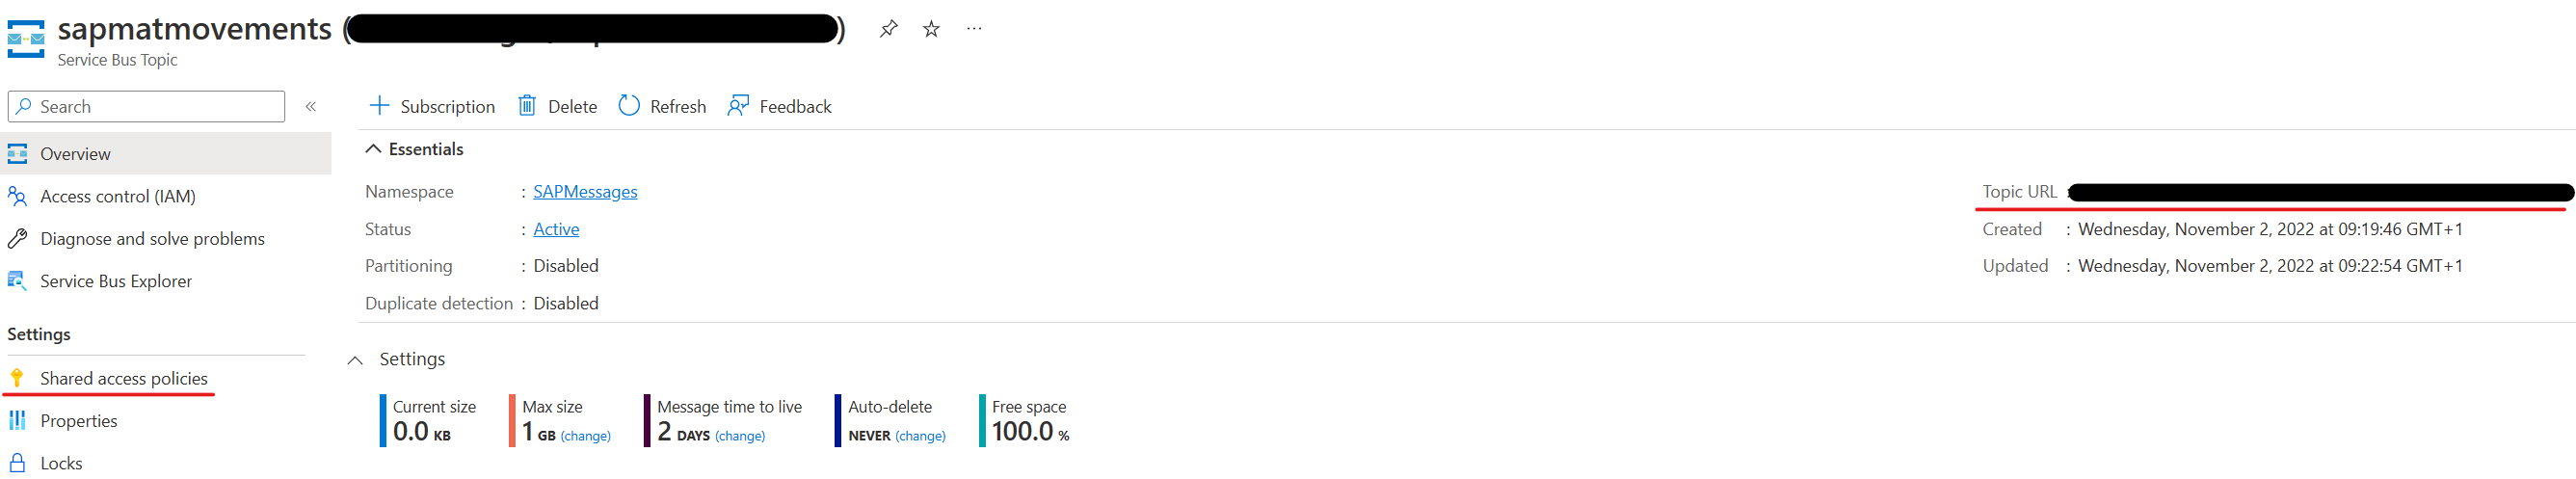 sapmatmovements ( )
Service Bus Topic
Search
«
Subscription Delete Refresh Feedback
Overview
Access control (IAM)
Diagnose and solve problems
Service Bus Explorer
Settings
Shared access policies
Properties
Locks
Essentials
Namespace : SAPMessages
Status : Active
Partitioning : Disabled
Duplicate detection : Disabled
Topic URL :
Created : Wednesday, November 2, 2022 at 09:19:46 GMT+1
Updated : Wednesday, November 2, 2022 at 09:22:54 GMT+1
Settings
Current size
0.0 KB
Max size
1 GB (change)
Message time to live
2 DAYS (change)
Auto-delete
NEVER (change)
Free space
100.0 %